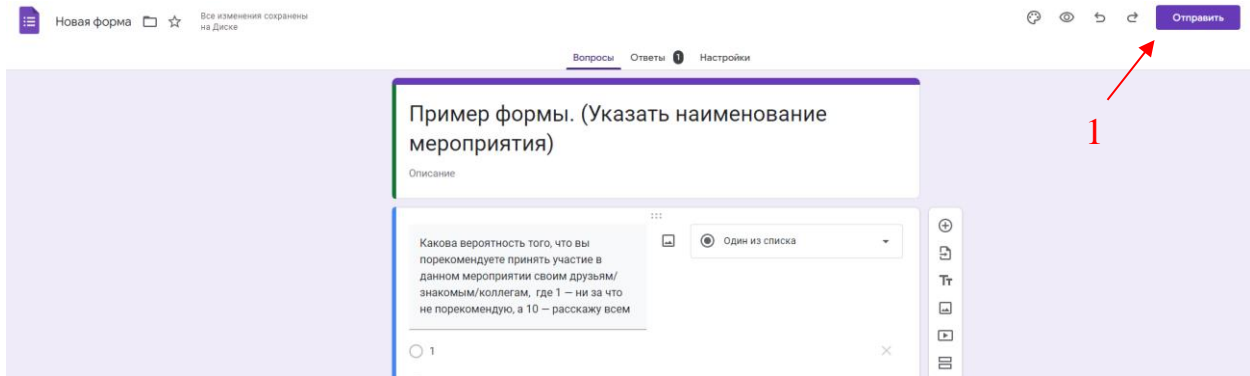 Новая форма
Все изменения сохранены
на Диске
Отправить
Вопросы Ответы 1 Настройки
1
Пример формы. (Указать наименование
мероприятия)
Описание
Какова вероятность того, что вы
порекомендуете принять участие в
данном мероприятии своим друзьям/
знакомым/коллегам, где 1 — ни за что
не порекомендую, а 10 — расскажу всем
Один из списка
Тт
1